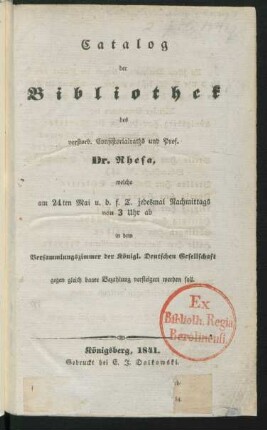 Catalog
der
Bibliothek
des
verstorb. Consistorialraths und Prof.
Dr. Rhesa,
welche
am 24ten Mai u. d. f. T. jedesmal Nachmittags
von 3 Uhr ab
in dem
Versammlungszimmer der Königl. Deutschen Gesellschaft
gegen gleich baare Bezahlung versteigert werden soll.
Ex
Biblioth. Regia
Berolinensi.
Königsberg, 1841.
Gedruckt bei E. J. Dalkowski.